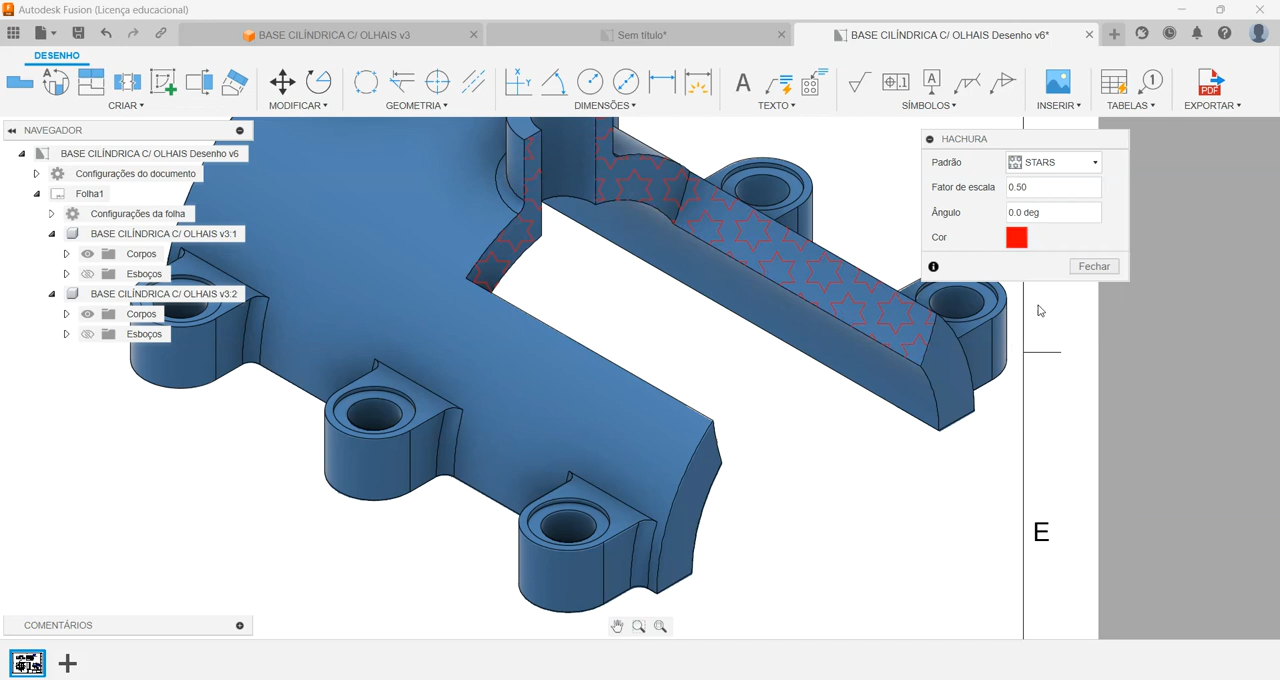 Autodesk Fusion (Licença educacional)
BASE CILÍNDRICA C/ OLHAIS v3
Sem título*
BASE CILÍNDRICA C/ OLHAIS Desenho v6*
DESENHO
CRIAR
MODIFICAR
GEOMETRIA
DIMENSÕES
TEXTO
SÍMBOLOS
INSERIR
TABELAS
EXPORTAR
NAVEGADOR
BASE CILÍNDRICA C/ OLHAIS Desenho v6
Configurações do documento
Folha1
Configurações da folha
BASE CILÍNDRICA C/ OLHAIS v3:1
Corpos
Esboços
BASE CILÍNDRICA C/ OLHAIS v3:2
Corpos
Esboços
HACHURA
Padrão STARS
Fator de escala 0.50
Ângulo 0.0 deg
Cor
Fechar
E
COMENTÁRIOS